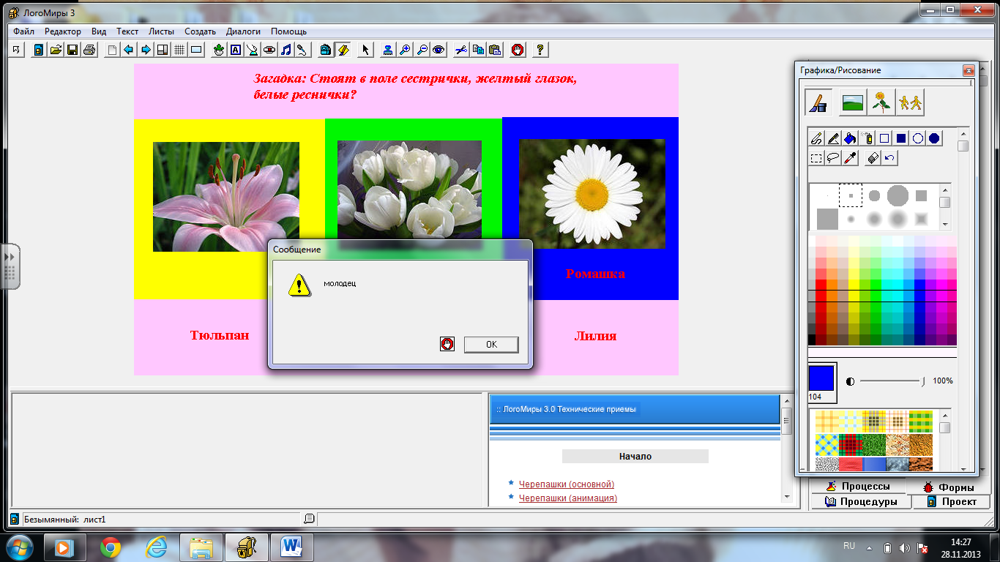 ЛогоМиры 3
Файл Редактор Вид Текст Листы Создать Диалоги Помощь
Загадка: Стоят в поле сестрички, желтый глазок,
белые реснички?
Графика/Рисование
Сообщение
молодец
OK
Ромашка
Тюльпан
Лилия
104
100%
:: ЛогоМиры 3.0 Технические приемы
Начало
Черепашки (основной)
Черепашки (анимация)
Процессы
Формы
Процедуры
Проект
Безымянный: лист1
RU
14:27
28.11.2013